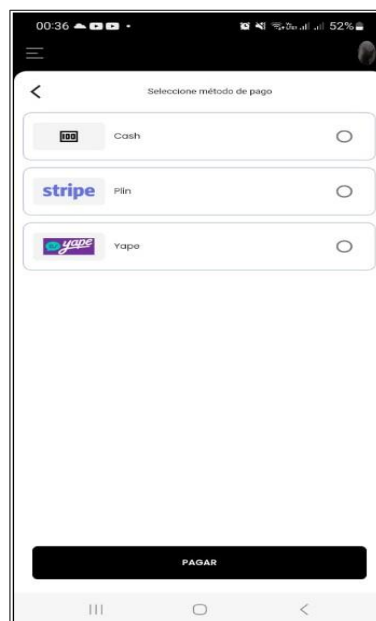 00:36
52%
Seleccione método de pago
100
Cash
stripe
Plin
yape
Yape
PAGAR